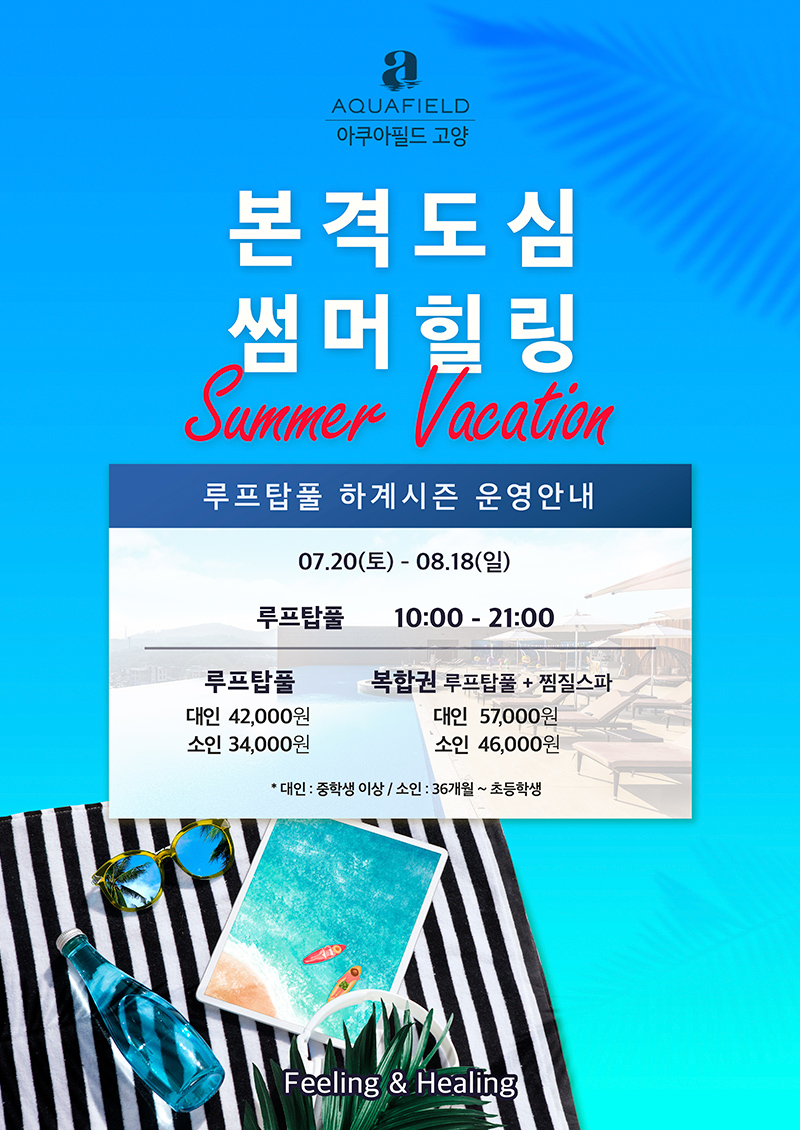 a
AQUAFIELD
아쿠아필드 고양
본격도심
썸머힐링
Summer Vacation
루프탑풀 하계시즌 운영안내
07.20(토) - 08.18(일)
루프탑풀 10:00 - 21:00
루프탑풀
대인 42,000원
소인 34,000원
복합권 루프탑풀 + 찜질스파
대인 57,000원
소인 46,000원
* 대인 : 중학생 이상 / 소인 : 36개월 ~ 초등학생
Feeling & Healing